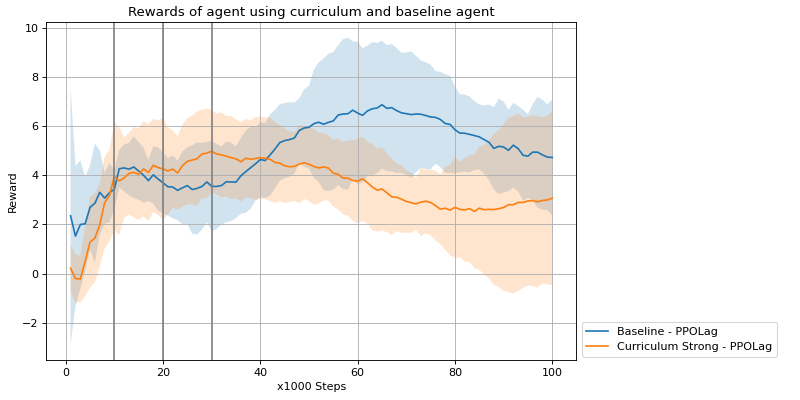 Rewards of agent using curriculum and baseline agent
10
8
6
4
2
0
−2
Reward
0
20
40
60
80
100
x1000 Steps
Baseline - PPOLag
Curriculum Strong - PPOLag